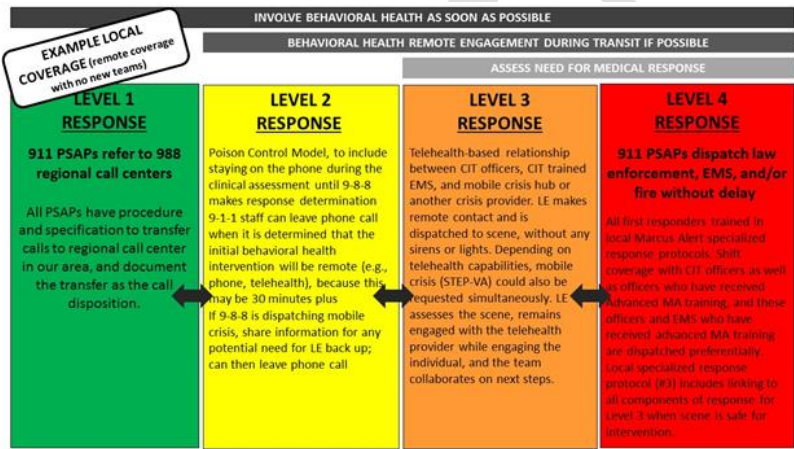 INVOLVE BEHAVIORAL HEALTH AS SOON AS POSSIBLE
BEHAVIORAL HEALTH REMOTE ENGAGEMENT DURING TRANSIT IF POSSIBLE
ASSESS NEED FOR MEDICAL RESPONSE
EXAMPLE LOCAL
COVERAGE (remote coverage
with no new teams)
LEVEL 1
RESPONSE
911 PSAPs refer to 988
regional call centers
All PSAPs have procedure
and specification to transfer
calls to regional call center
in our area, and document
the transfer as the call
disposition.
LEVEL 2
RESPONSE
Poison Control Model, to include
staying on the phone during the
clinical assessment until 9-8-8
makes response determination
9-1-1 staff can leave phone call
when it is determined that the
initial behavioral health
intervention will be remote (e.g.,
phone, telehealth), because this
may be 30 minutes plus
If 9-8-8 is dispatching mobile
crisis, share information for any
potential need for LE back up;
can then leave phone call
LEVEL 3
RESPONSE
Telehealth-based relationship
between CIT officers, CIT trained
EMS, and mobile crisis hub or
another crisis provider. LE makes
remote contact and is
dispatched to scene, without any
sirens or lights. Depending on
telehealth capabilities, mobile
crisis (STEP-VA) could also be
requested simultaneously. LE
assesses the scene, remains
engaged with the telehealth
provider while engaging the
individual, and the team
collaborates on next steps.
LEVEL 4
RESPONSE
911 PSAPs dispatch law
enforcement, EMS, and/or
fire without delay
All first responders trained in
local Marcus Alert specialized
response protocols. Shift
coverage with CIT officers as well
as officers who have received
Advanced MA training, and these
officers and EMS who have
received advanced MA training
are dispatched preferentially.
Local specialized response
protocol (#3) includes linking to
all components of response for
Level 3 when scene is safe for
intervention.